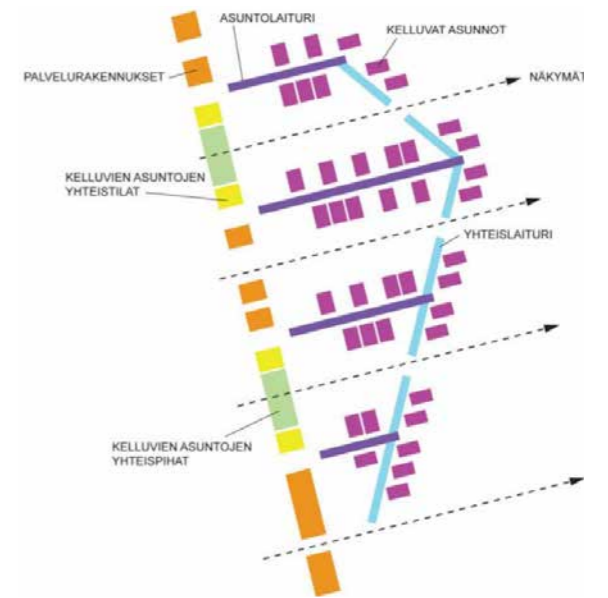 ASUNTOLAITURI
KELLUVAT ASUNNOT
PALVELURAKENNUKSET
NÄKYMÄT
KELLUVIEN ASUNTOJEN
YHTEISTILAT
YHTEISLAITURI
KELLUVIEN ASUNTOJEN
YHTEISPIHAT